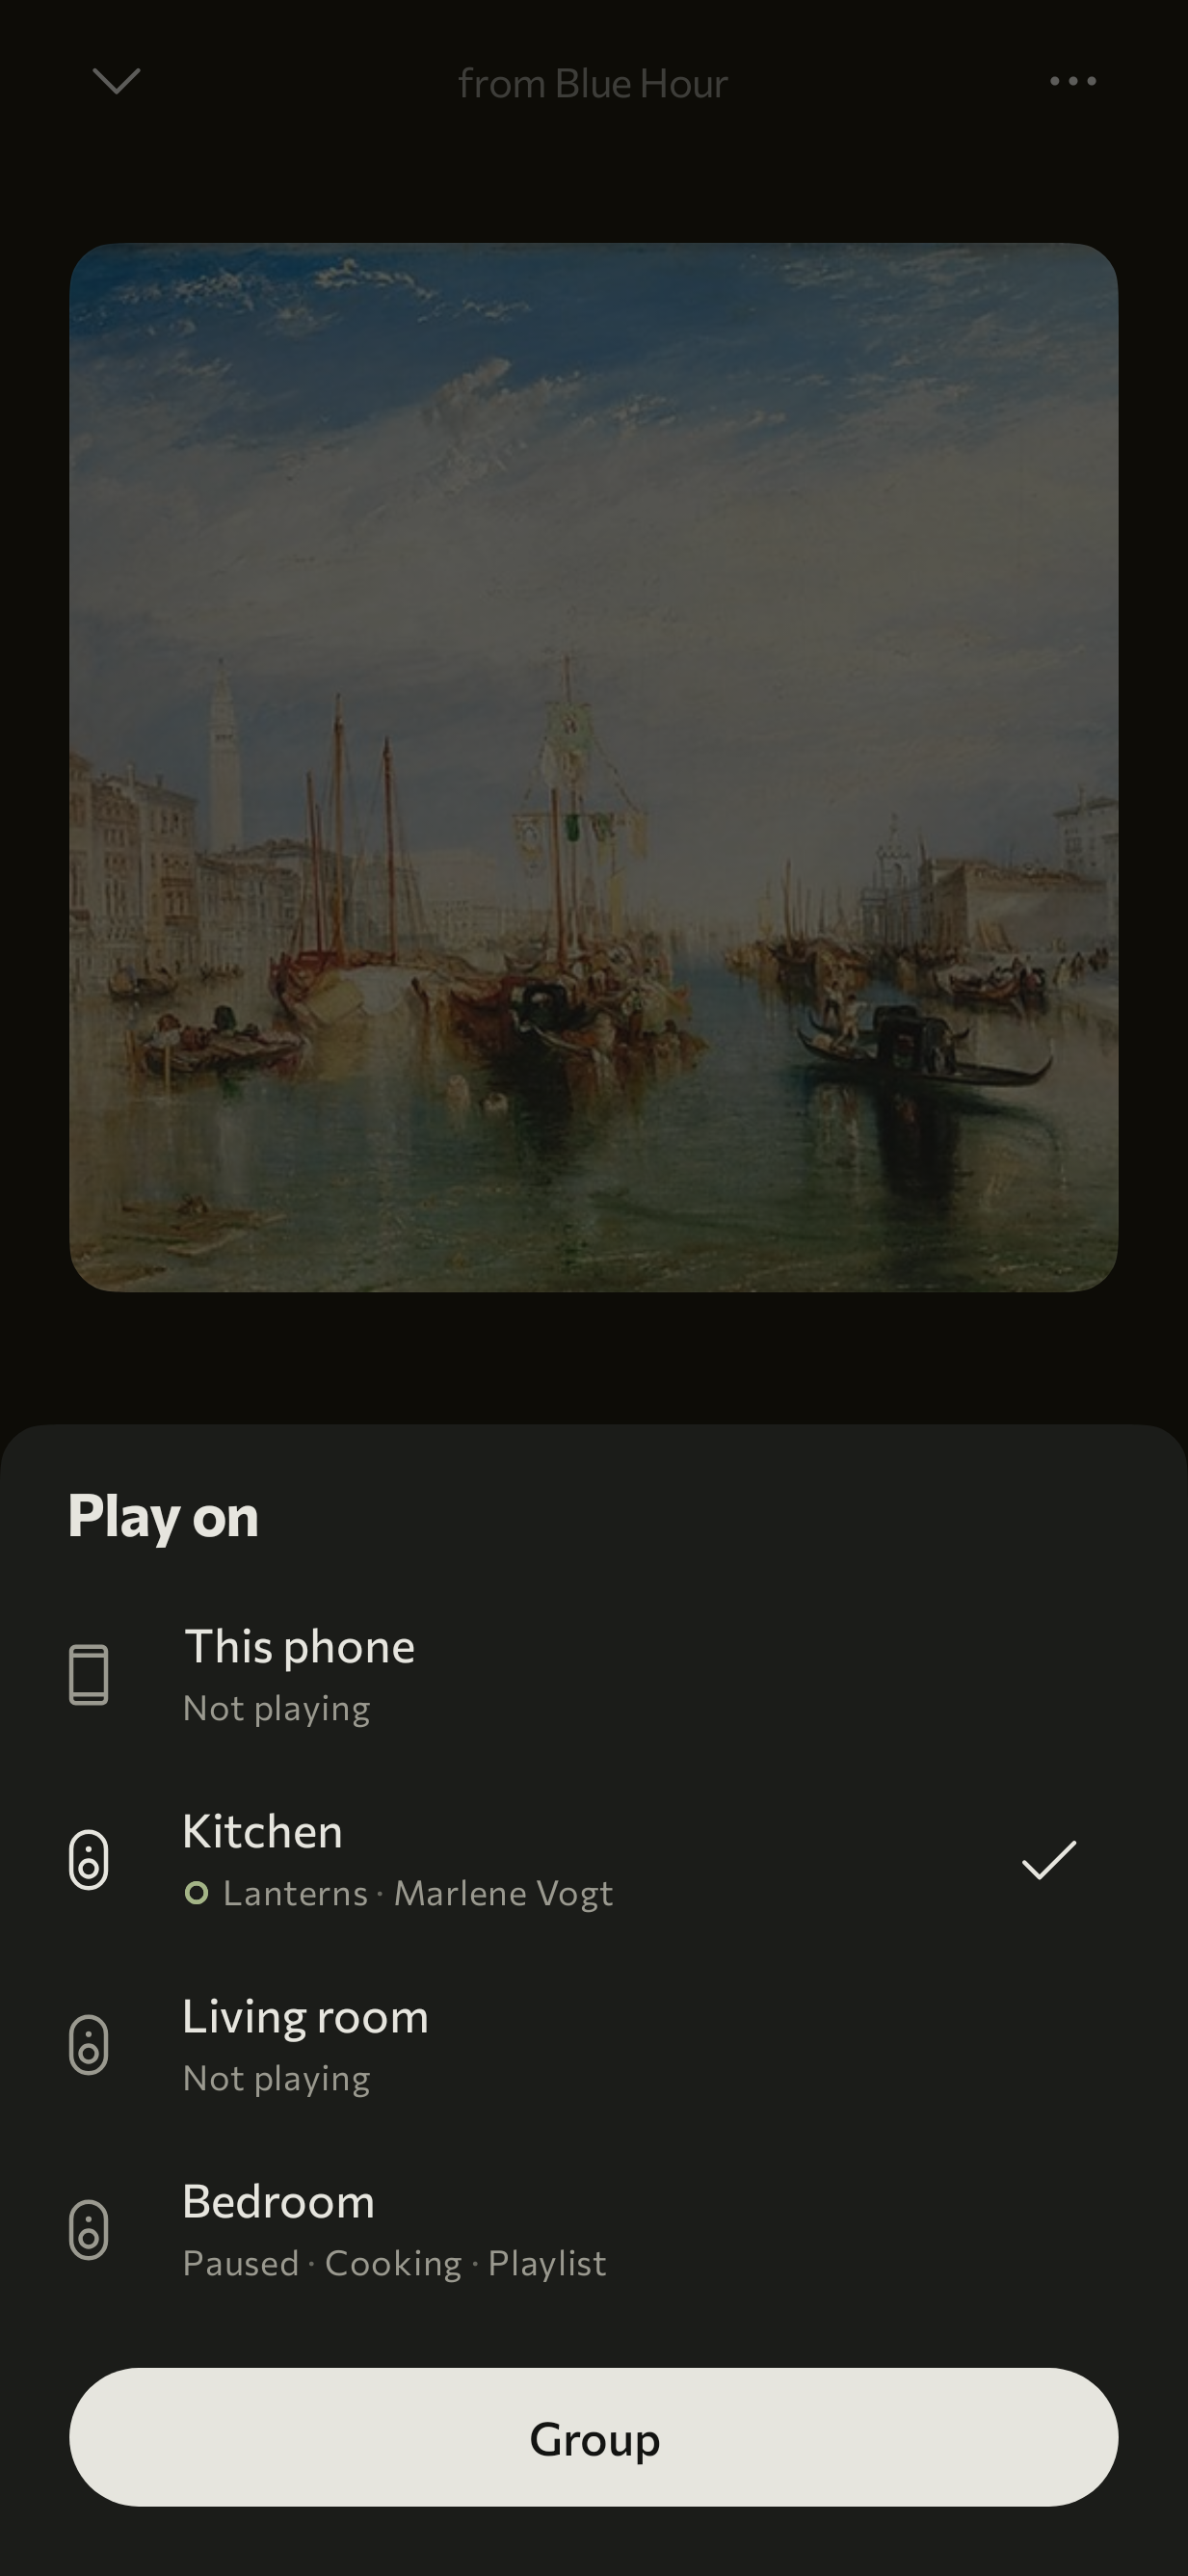 from Blue Hour
Play on
This phone
Not playing
Kitchen
Lanterns · Marlene Vogt
Living room
Not playing
Bedroom
Paused · Cooking · Playlist
Group